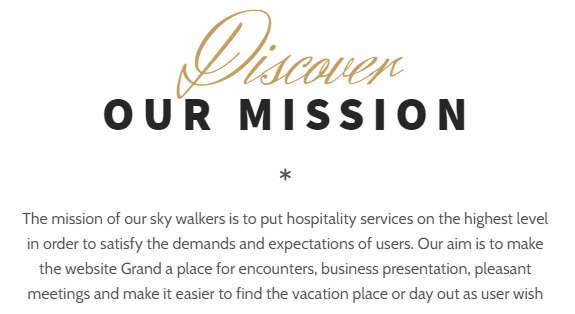 Discover
OUR MISSION
*
The mission of our sky walkers is to put hospitality services on the highest level
in order to satisfy the demands and expectations of users. Our aim is to make
the website Grand a place for encounters, business presentation, pleasant
meetings and make it easier to find the vacation place or day out as user wish